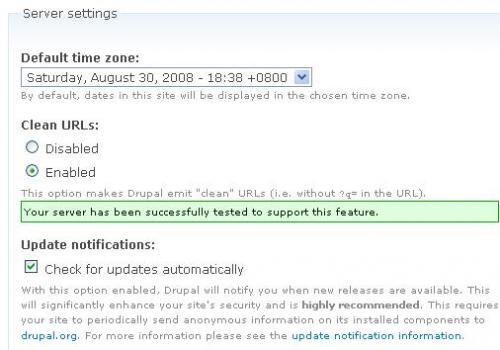 Server settings
Default time zone:
Saturday, August 30, 2008 - 18:38 +0800
By default, dates in this site will be displayed in the chosen time zone.
Clean URLs:
Disabled
Enabled
This option makes Drupal emit "clean" URLs (i.e. without ?q= in the URL).
Your server has been successfully tested to support this feature.
Update notifications:
Check for updates automatically
With this option enabled, Drupal will notify you when new releases are available. This
will significantly enhance your site's security and is highly recommended. This requires
your site to periodically send anonymous information on its installed components to
drupal.org. For more information please see the update notification information.